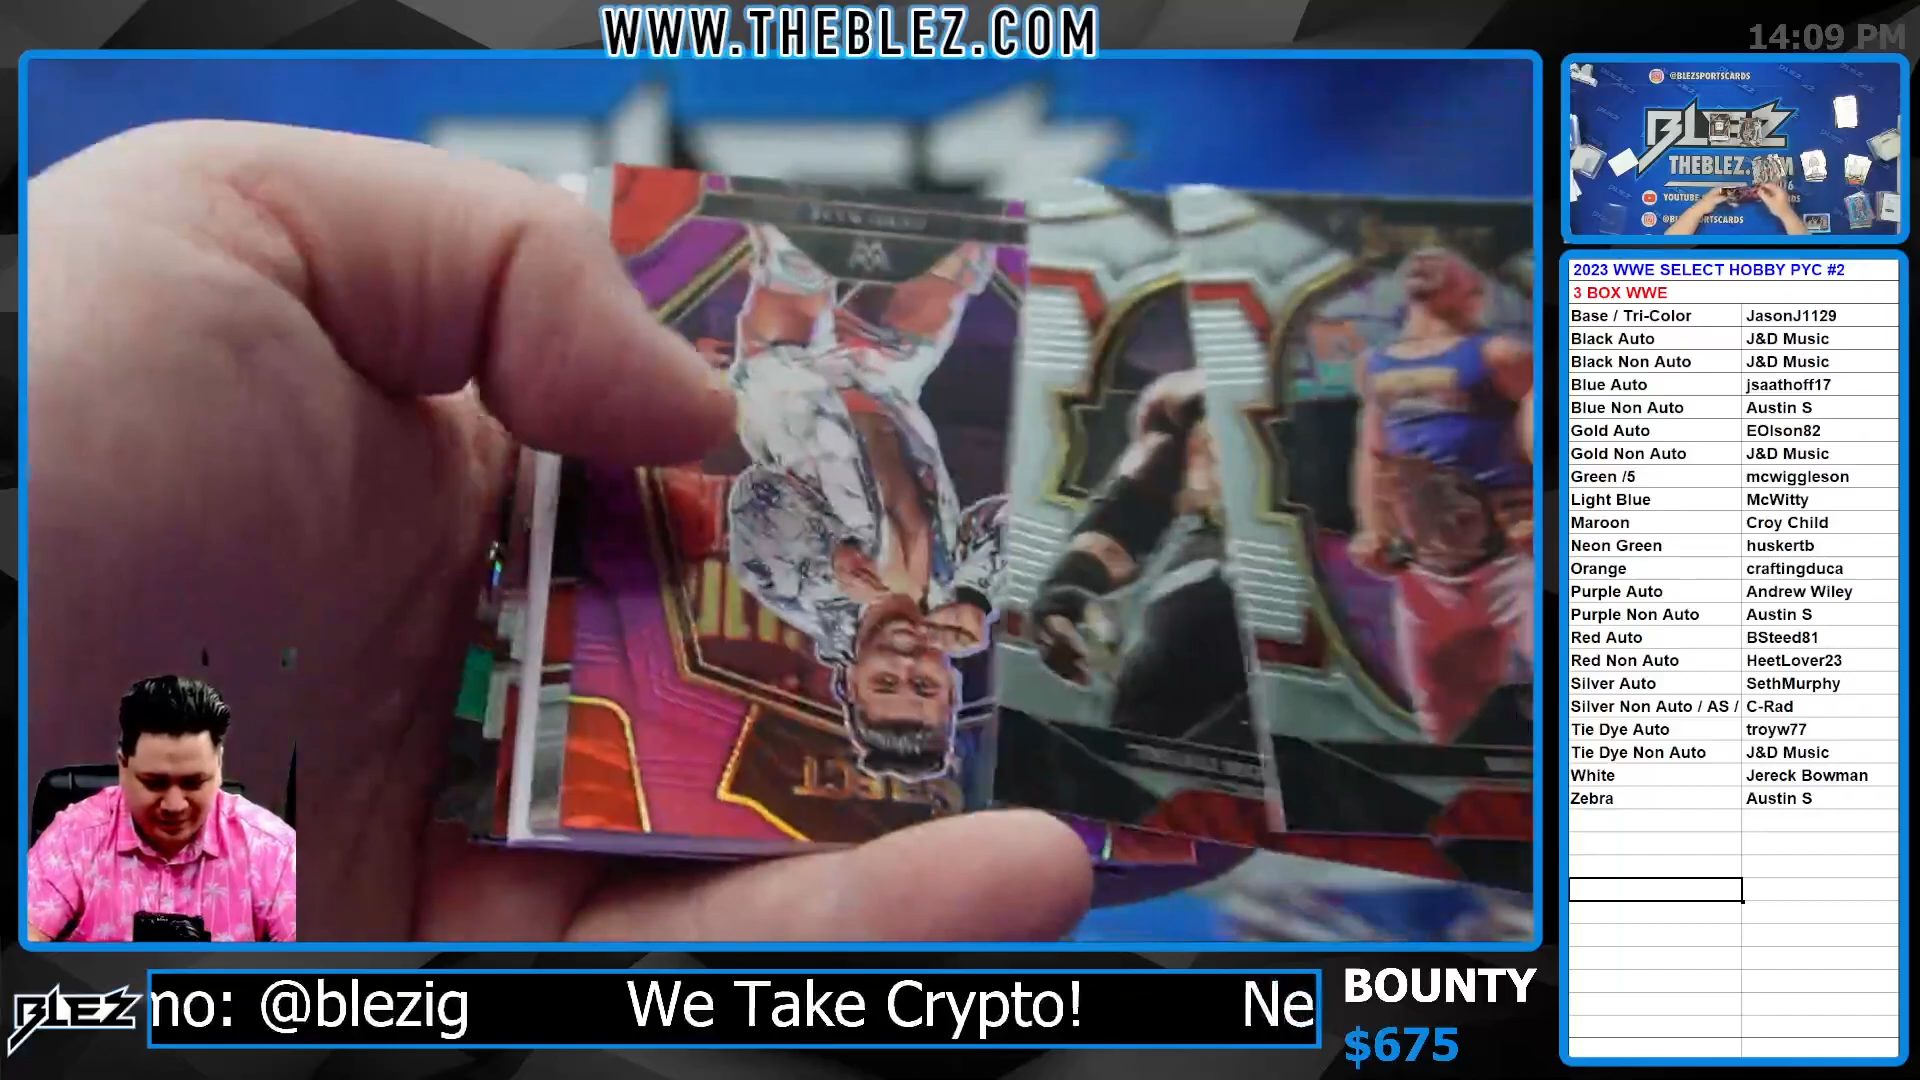 WWW.THEBLEZ.COM
14:09 PM
@BLEZSPORTSCARDS
BLEZ
THEBLEZ.
YOUTUBE
2023 WWE SELECT HOBBY PYC #2
3 BOX WWE
Base / Tri-Color JasonJ1129
Black Auto J&D Music
Black Non Auto J&D Music
Blue Auto jsaathoff17
Blue Non Auto Austin S
Gold Auto EOlson82
Gold Non Auto J&D Music
Green /5 mcwiggleson
Light Blue McWitty
Maroon Croy Child
Neon Green huskertb
Orange craftingduca
Purple Auto Andrew Wiley
Purple Non Auto Austin S
Red Auto BSteed81
Red Non Auto HeetLover23
Silver Auto SethMurphy
Silver Non Auto / AS / C-Rad
Tie Dye Auto troyw77
Tie Dye Non Auto J&D Music
White Jereck Bowman
Zebra Austin S
SELECT
BLEZ
mo: @blezig We Take Crypto! Ne
BOUNTY
$675